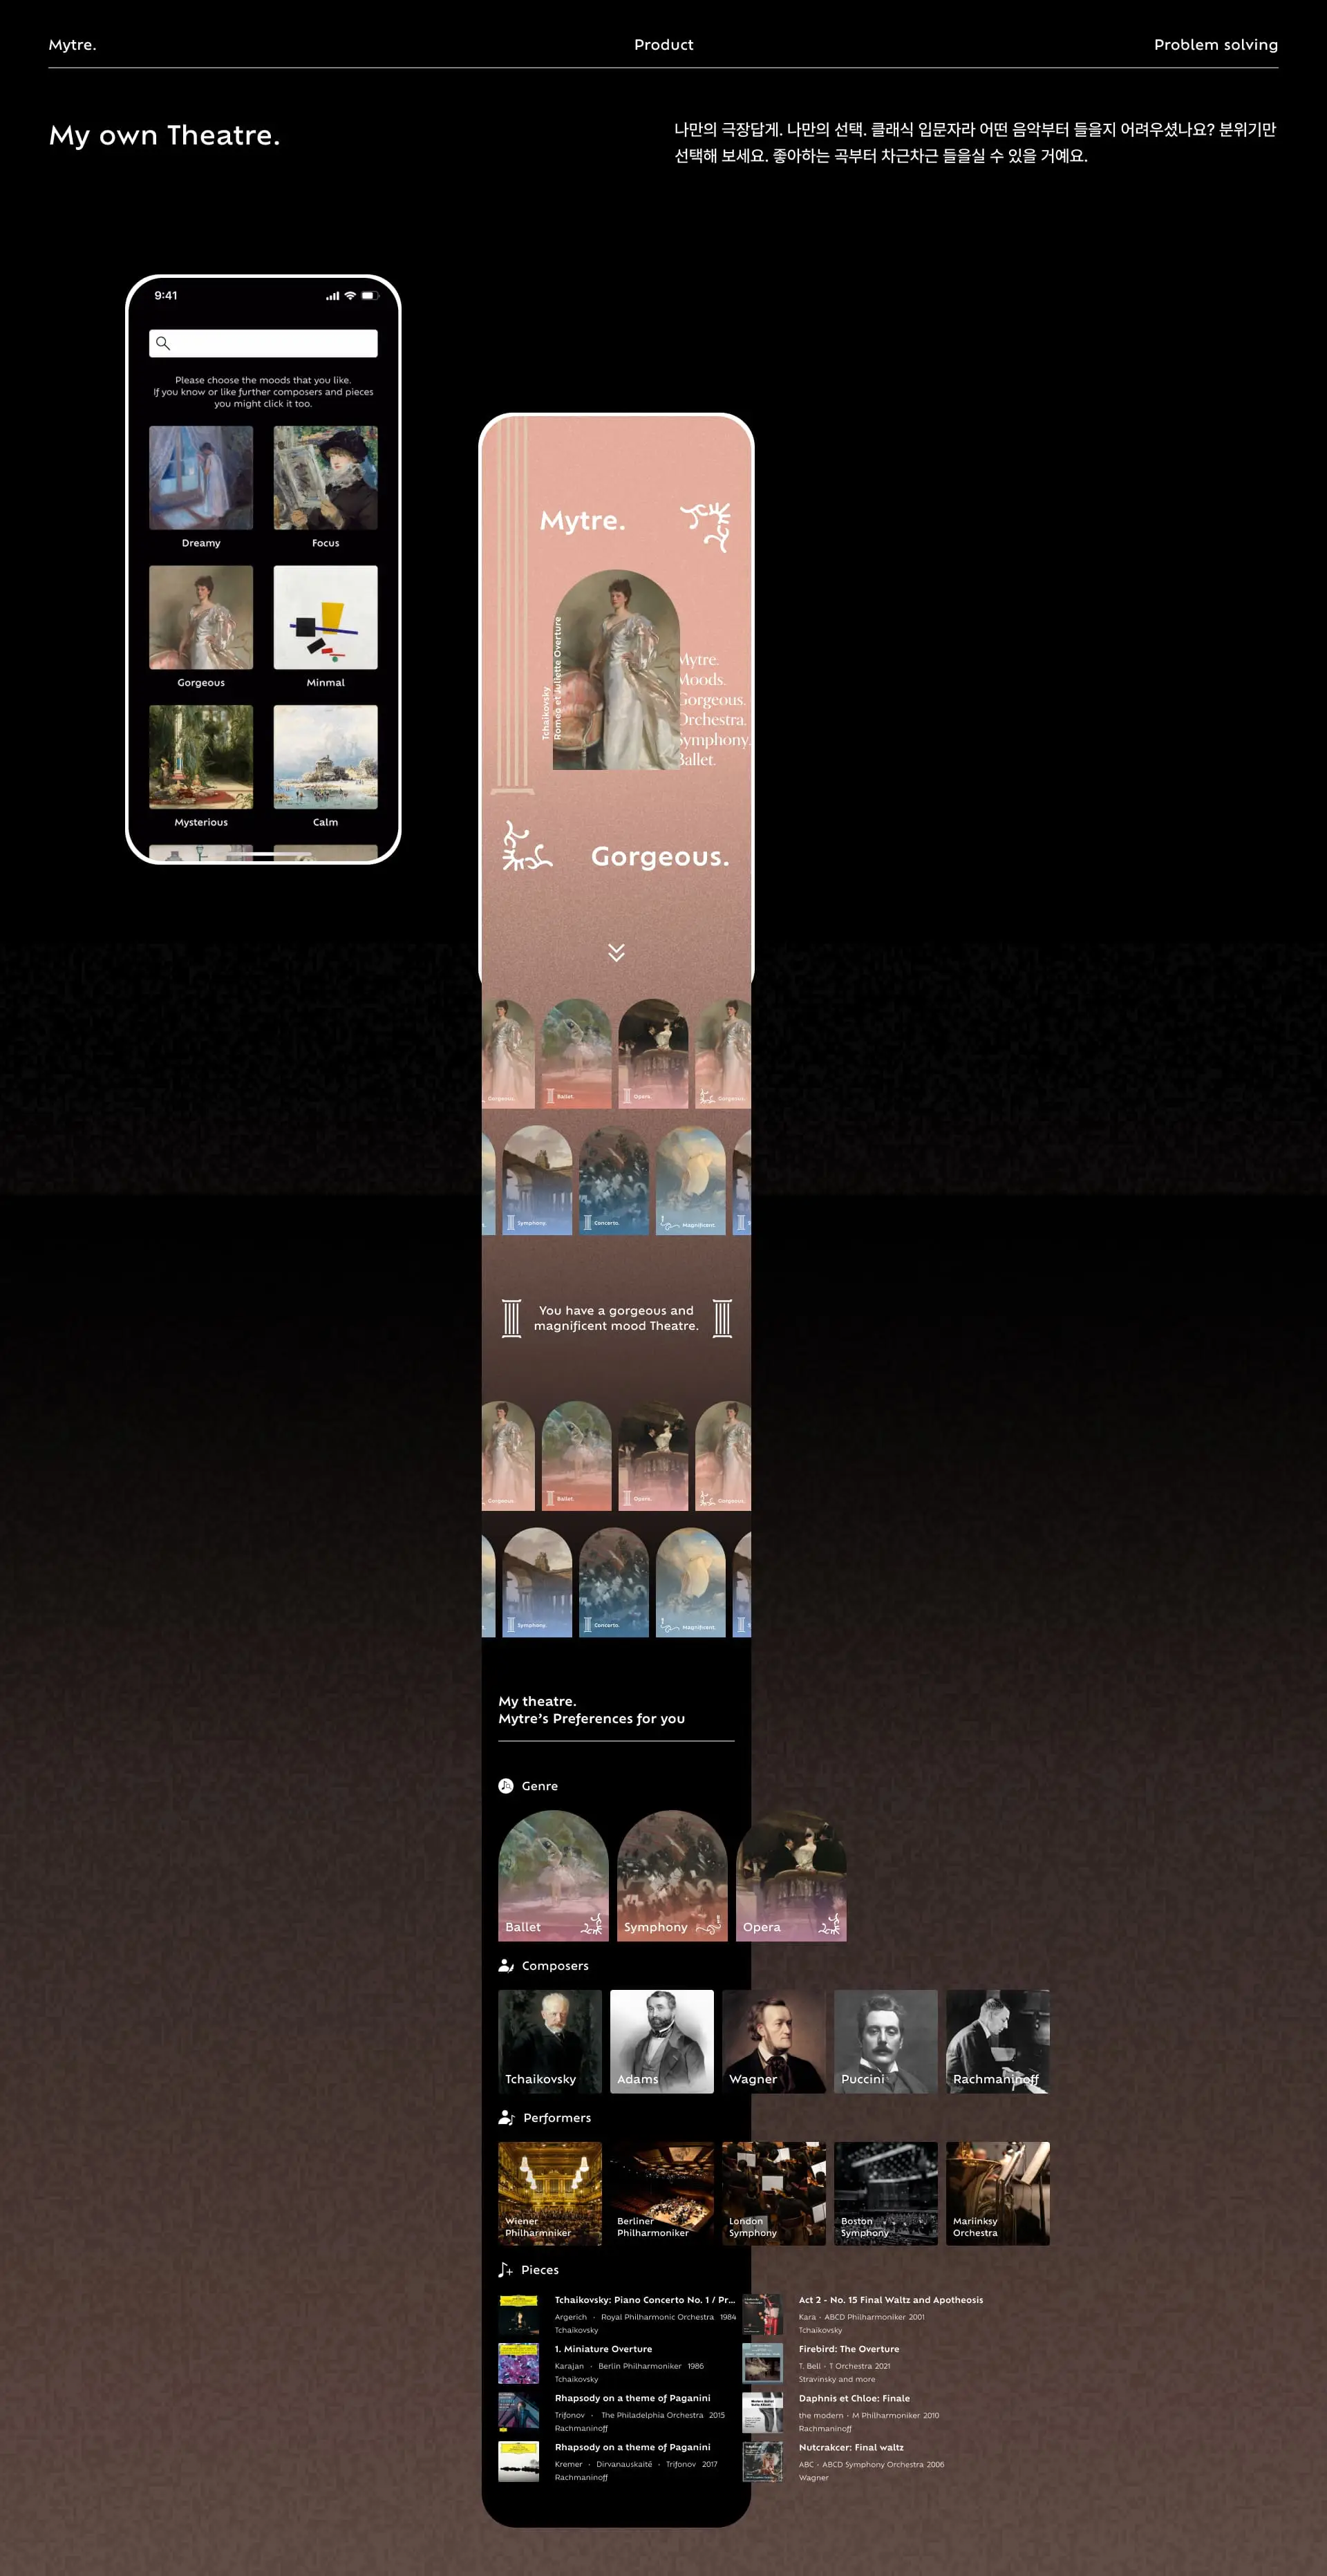 Mytre.
Product
Problem solving
My own Theatre.
나만의 극장답게. 나만의 선택. 클래식 입문자라 어떤 음악부터 들을지 어려우셨나요? 분위기만
선택해 보세요. 좋아하는 곡부터 차근차근 들으실 수 있을 거예요.
9:41
Please choose the moods that you like.
If you know or like further composers and pieces
you might click it too.
Dreamy
Focus
Gorgeous
Minmal
Mysterious
Calm
Mytre.
Tchaikovsky
Romeo et Juliette Overture
Mytre.
Moods.
Gorgeous.
Orchestra.
Symphony.
Ballet.
Gorgeous.
Gorgeous.
Ballet.
Opera.
Gorgeous.
Symphony.
Concerto.
Magnificent.
You have a gorgeous and
magnificent mood Theatre.
Gorgeous.
Ballet.
Opera.
Gorgeous.
Symphony.
Concerto.
Magnificent.
My theatre.
Mytre's Preferences for you
Genre
Ballet
Symphony
Opera
Composers
Tchaikovsky
Adams
Wagner
Puccini
Rachmaninoff
Performers
Wiener
Philharmniker
Berliner
Philharmoniker
London
Symphony
Boston
Symphony
Mariinksy
Orchestra
Pieces
Tchaikovsky: Piano Concerto No. 1 / Pr...
Argerich · Royal Philharmonic Orchestra 1984
Tchaikovsky
1. Miniature Overture
Karajan · Berlin Philharmoniker 1986
Tchaikovsky
Rhapsody on a theme of Paganini
Trifonov · The Philadelphia Orchestra 2015
Rachmaninoff
Rhapsody on a theme of Paganini
Kremer · Dirvanauskaitė · Trifonov 2017
Rachmaninoff
Act 2 - No. 15 Final Waltz and Apotheosis
Kara · ABCD Philharmoniker 2001
Tchaikovsky
Firebird: The Overture
T. Bell · T Orchestra 2021
Stravinsky and more
Daphnis et Chloe: Finale
the modern · M Philharmoniker 2010
Rachmaninoff
Nutcrakcer: Final waltz
ABC · ABCD Symphony Orchestra 2006
Wagner